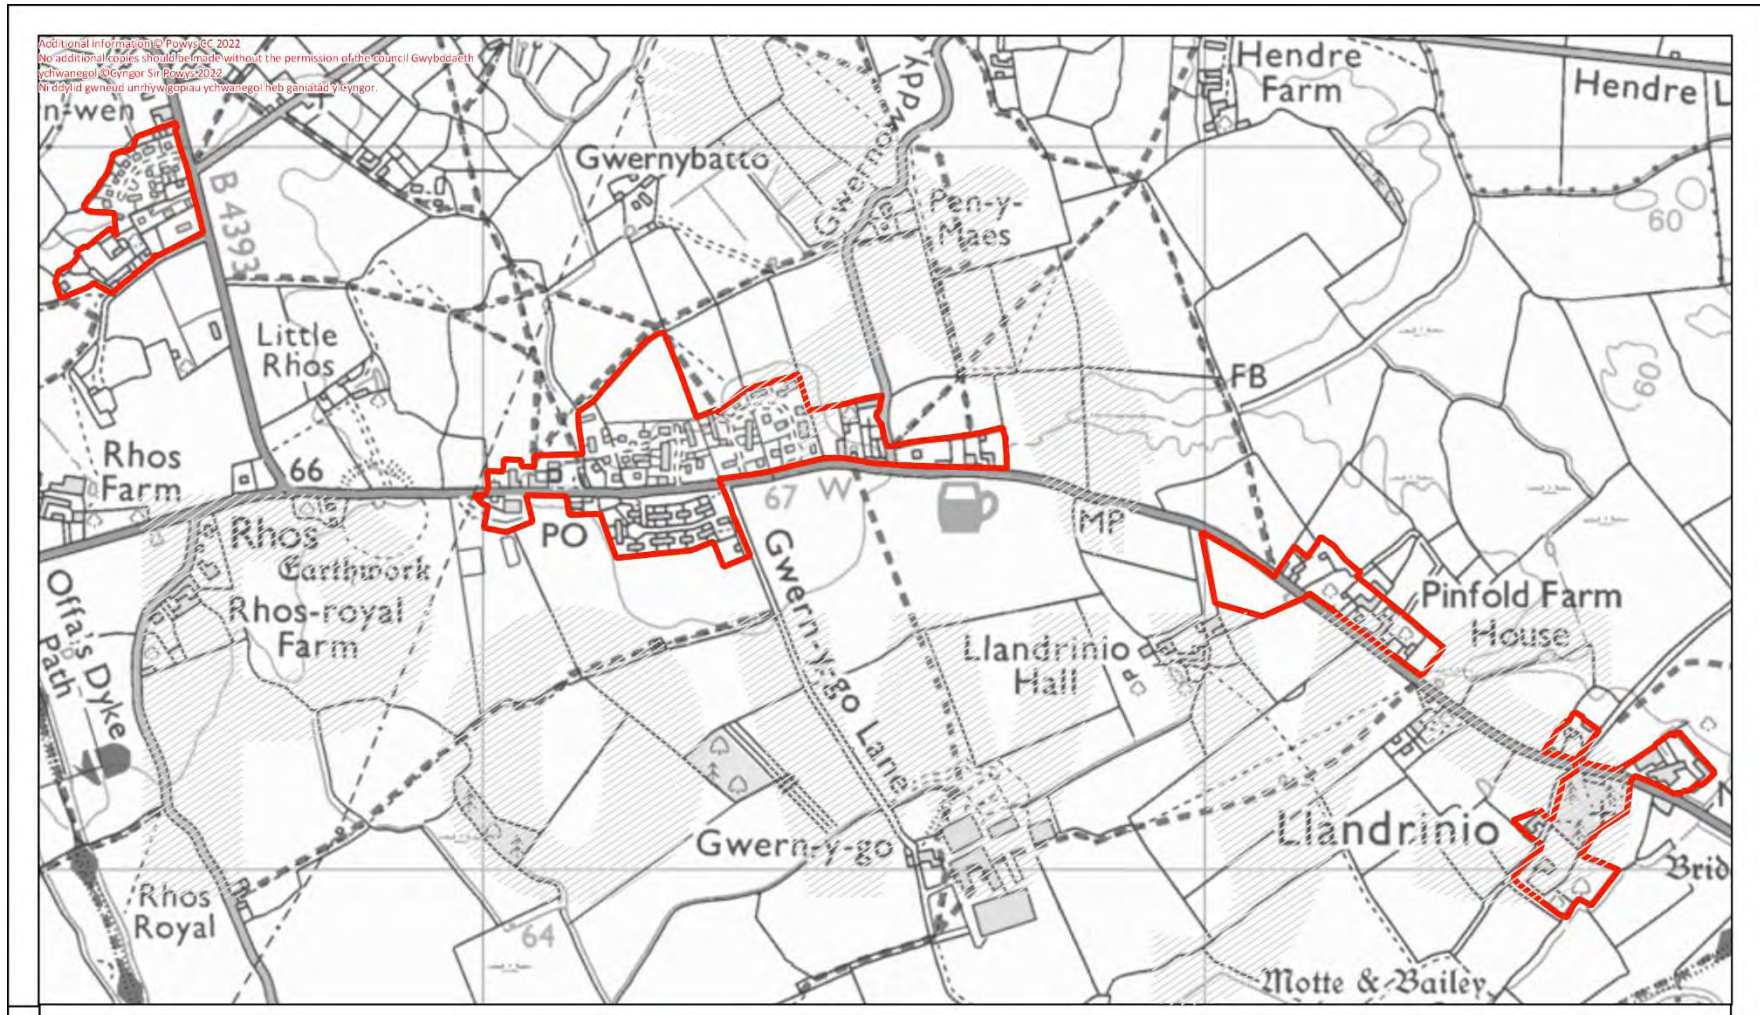 Additional information © Powys CC 2022
No additional copies should be made without the permission of the council Gwybodaeth
ychwanegol ©Cyngor Sir Powys 2022
Ni ddylid gwneud unrhyw gopïau ychwanegol heb ganiatâd y Cyngor.
n-wen
B 4393
Gwernybatto
Gwernowddy
Pen-y-
Maes
Hendre
Farm
Hendre L
60
Little
Rhos
60
FB
Rhos
Farm
66
P
67
W
PO
MP
Rhos
Earthwork
Rhos-royal
Farm
Offa's Dyke
Path
Gwern-y-go Lane
Llandrinio
Hall
Pinfold Farm
House
Gwern-y-go
Llandrinio
Brid
Rhos
Royal
64
Motte & Bailey